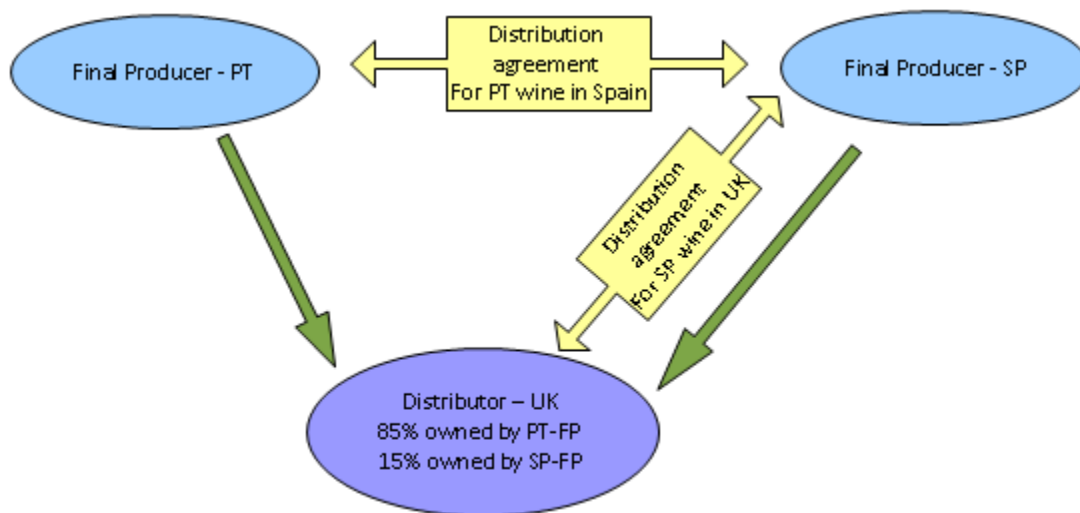 Final Producer - PT
Distribution
agreement
For PT wine in Spain
Final Producer - SP
Distribution
agreement
For SP wine in UK
Distributor – UK
85% owned by PT-FP
15% owned by SP-FP